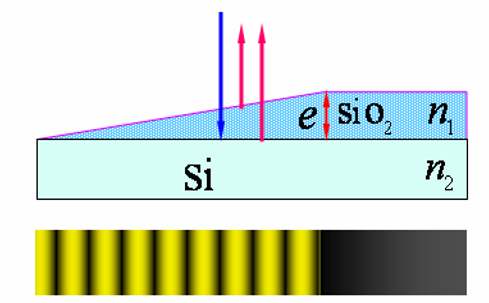 e siO₂ n₁
Si n₂